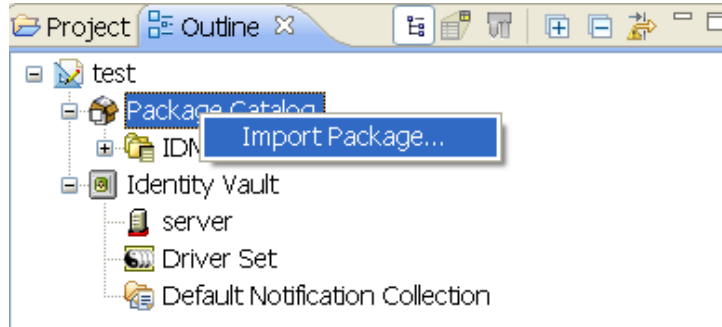 Project Outline
test
Package Catalog
Import Package...
IDM
Identity Vault
server
Driver Set
Default Notification Collection